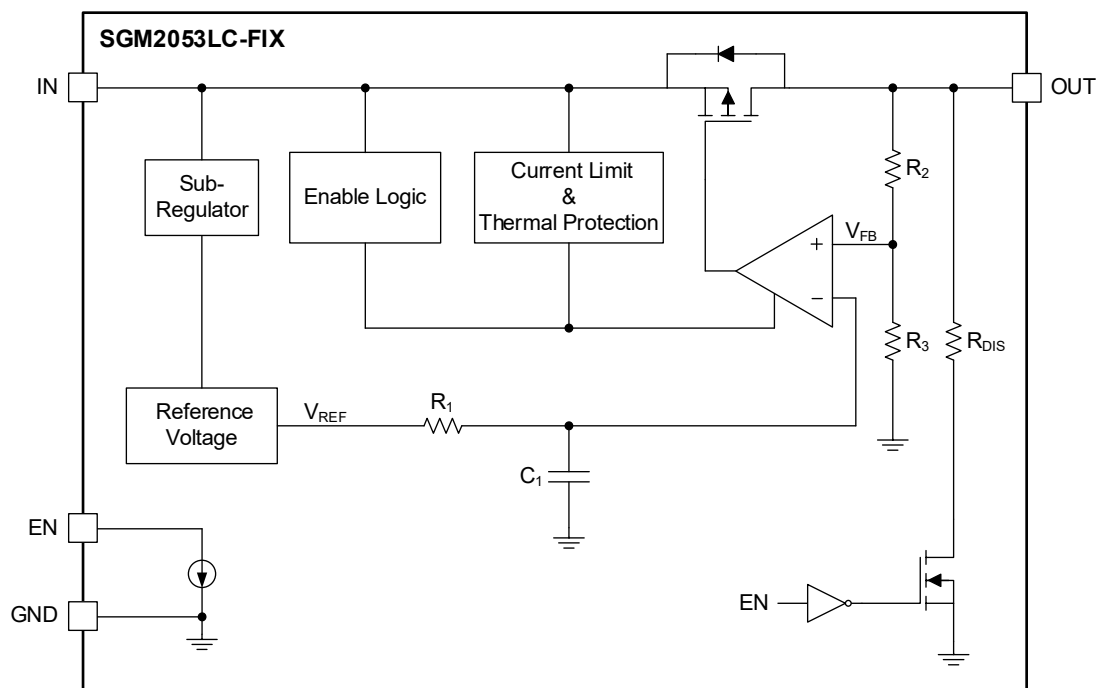 SGM2053LC-FIX
IN
OUT
Sub-
Regulator
Enable Logic
Current Limit
&
Thermal Protection
R2
VFB
+
−
R3
RDIS
Reference
Voltage
VREF
R1
C1
EN
GND
EN